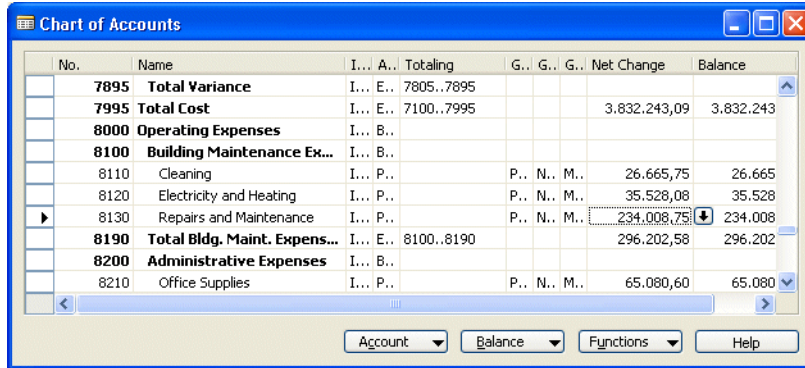 Chart of Accounts
No. Name I... A.. Totaling G.. G.. G.. Net Change Balance
7895 Total Variance I... E.. 7805..7895
7995 Total Cost I... E.. 7100..7995 3.832.243,09 3.832.243
8000 Operating Expenses I... B..
8100 Building Maintenance Ex... I... B..
8110 Cleaning I... P.. P.. N.. M.. 26.665,75 26.665
8120 Electricity and Heating I... P.. P.. N.. M.. 35.528,08 35.528
8130 Repairs and Maintenance I... P.. P.. N.. M.. 234.008,75 234.008
8190 Total Bldg. Maint. Expens... I... E.. 8100..8190 296.202,58 296.202
8200 Administrative Expenses I... B..
8210 Office Supplies I... P.. P.. N.. M.. 65.080,60 65.080
Account Balance Functions Help